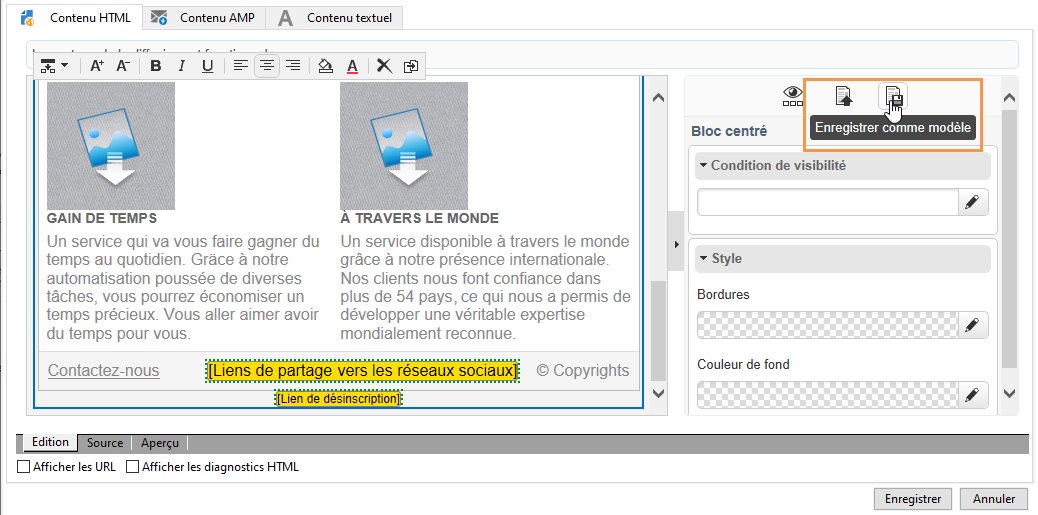 Contenu HTML
Contenu AMP
Contenu textuel
A+ A- B I U A
Enregistrer comme modèle
Bloc centré
Condition de visibilité
Style
Bordures
Couleur de fond
GAIN DE TEMPS
Un service qui va vous faire gagner du
temps au quotidien. Grâce à notre
automatisation poussée de diverses
tâches, vous pourrez économiser un
temps précieux. Vous aller aimer avoir
du temps pour vous.
À TRAVERS LE MONDE
Un service disponible à travers le monde
grâce à notre présence internationale.
Nos clients nous font confiance dans
plus de 54 pays, ce qui nous a permis de
développer une véritable expertise
mondialement reconnue.
Contactez-nous
[Liens de partage vers les réseaux sociaux]
© Copyrights
[Lien de désinscription]
Edition
Source
Aperçu
Afficher les URL
Afficher les diagnostics HTML
Enregistrer
Annuler